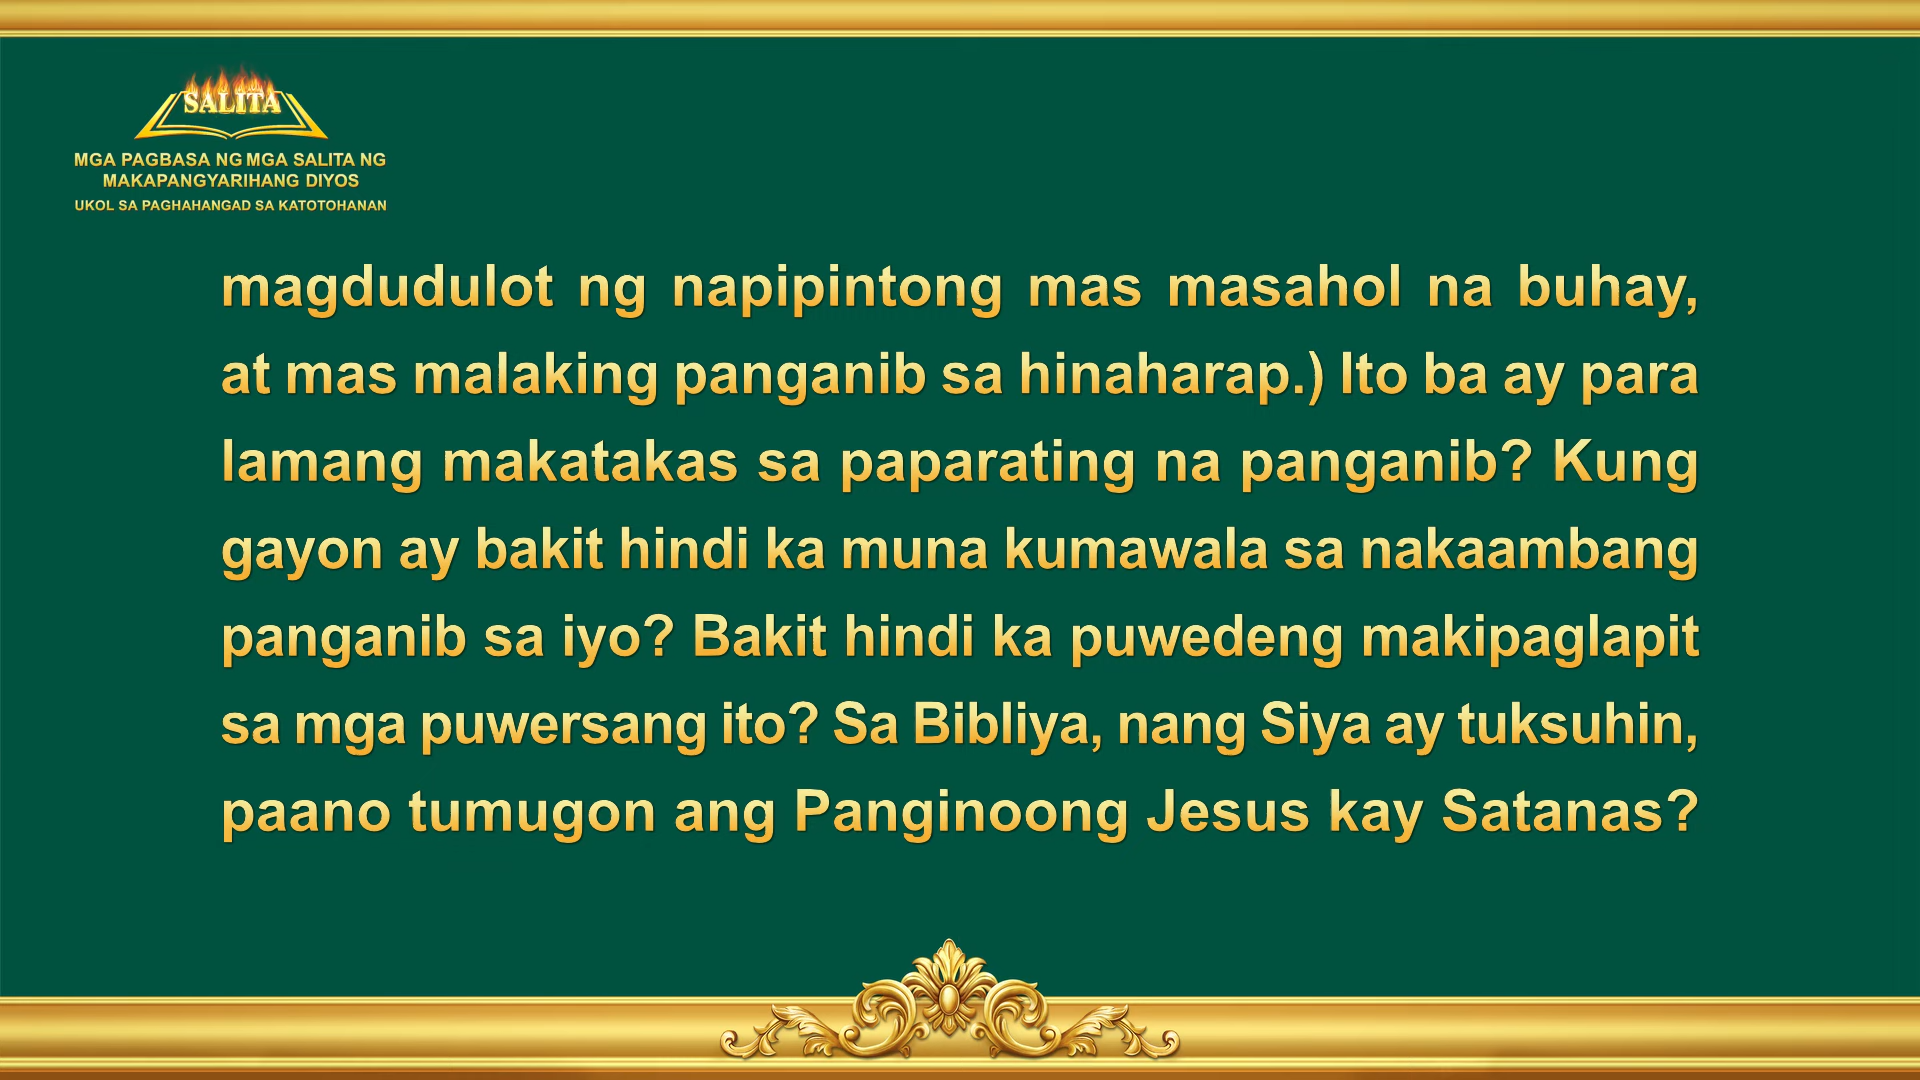 SALITA
MGA PAGBASA NG MGA SALITA NG
MAKAPANGYARIHANG DIYOS
UKOL SA PAGHAHANGAD SA KATOTOHANAN
magdudulot ng napipintong mas masahol na buhay,
at mas malaking panganib sa hinaharap.) Ito ba ay para
lamang makatakas sa paparating na panganib? Kung
gayon ay bakit hindi ka muna kumawala sa nakaambang
panganib sa iyo? Bakit hindi ka puwedeng makipaglapit
sa mga puwersang ito? Sa Bibliya, nang Siya ay tuksuhin,
paano tumugon ang Panginoong Jesus kay Satanas?